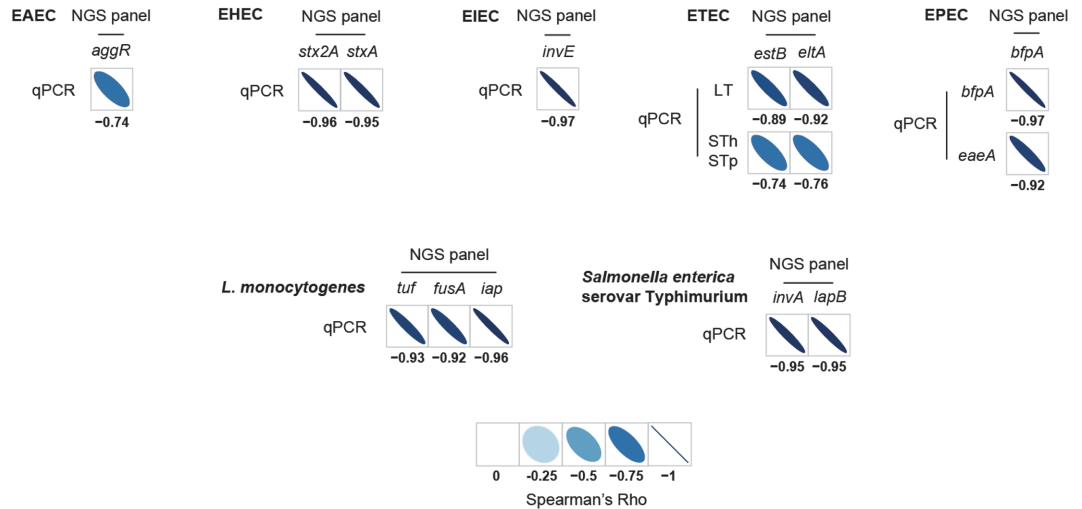 EAEC NGS panel
aggR
qPCR
−0.74
EHEC NGS panel
stx2A stxA
qPCR
−0.96 −0.95
EIEC NGS panel
invE
qPCR
−0.97
ETEC NGS panel
estB eltA
qPCR
LT
−0.89 −0.92
STh
STp
−0.74 −0.76
EPEC NGS panel
bfpA
qPCR
bfpA
−0.97
eaeA
−0.92
L. monocytogenes
NGS panel
tuf fusA iap
qPCR
−0.93 −0.92 −0.96
Salmonella enterica
serovar Typhimurium
NGS panel
invA lapB
qPCR
−0.95 −0.95
0 -0.25 −0.5 −0.75 −1
Spearman’s Rho